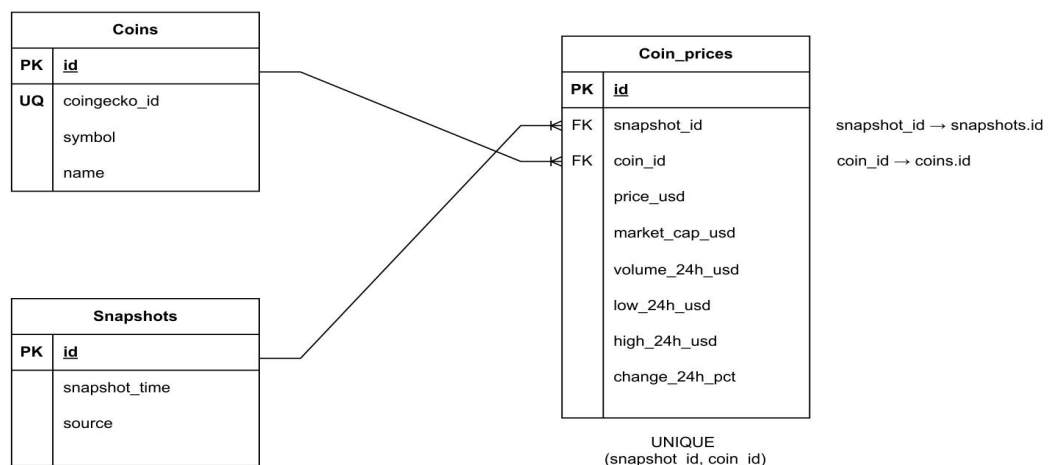 Coins
PK id
UQ coingecko_id
symbol
name
Snapshots
PK id
snapshot_time
source
Coin_prices
PK id
FK snapshot_id
FK coin_id
price_usd
market_cap_usd
volume_24h_usd
low_24h_usd
high_24h_usd
change_24h_pct
UNIQUE
(snapshot_id, coin_id)
snapshot_id → snapshots.id
coin_id → coins.id